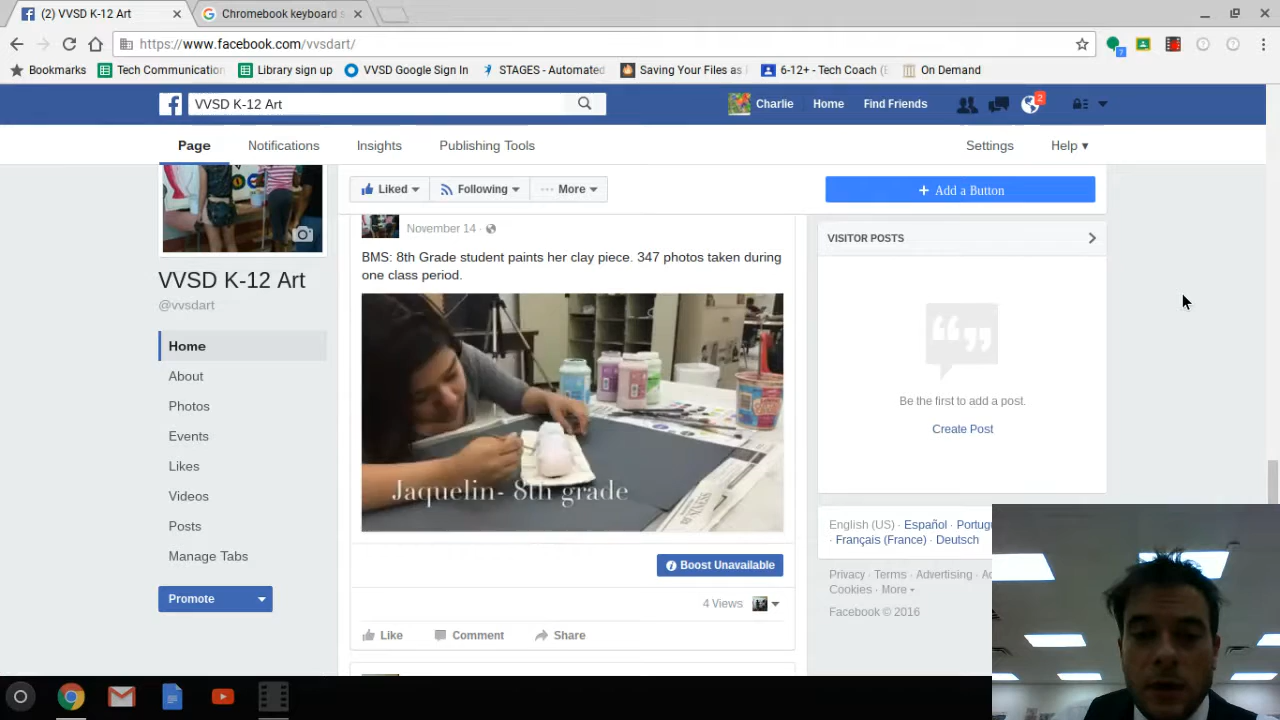 (2) VVSD K-12 Art
Chromebook keyboard s
https://www.facebook.com/vvsdart/
Bookmarks
Tech Communication
Library sign up
VVSD Google Sign In
STAGES - Automated
Saving Your Files as
6-12+ - Tech Coach (E
On Demand
VVSD K-12 Art
Charlie
Home
Find Friends
2
Page
Notifications
Insights
Publishing Tools
Settings
Help
Liked
Following
More
+ Add a Button
VVSD K-12 Art
@vvsdart
Home
About
Photos
Events
Likes
Videos
Posts
Manage Tabs
Promote
November 14 ·
BMS: 8th Grade student paints her clay piece. 347 photos taken during
one class period.
Jaquelin- 8th grade
Boost Unavailable
4 Views
Like
Comment
Share
VISITOR POSTS
Be the first to add a post.
Create Post
English (US) · Español · Portugu
· Français (France) · Deutsch
Privacy · Terms · Advertising · Ad
Cookies · More
Facebook © 2016